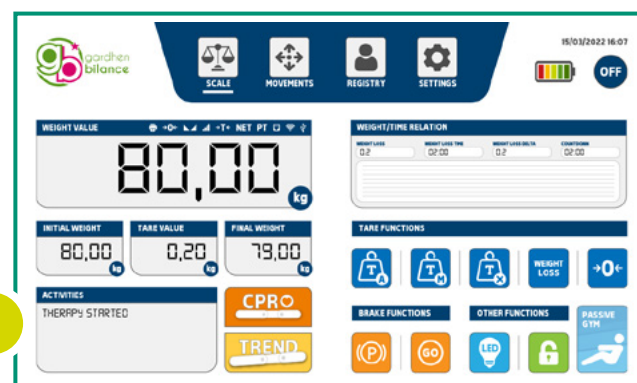 gardhen
bilance
SCALE
MOVEMENTS
REGISTRY
SETTINGS
15/03/2022 16:07
OFF
WEIGHT VALUE
→0← →T← NET PT
80,00
kg
INITIAL WEIGHT
80,00
kg
TARE VALUE
0,20
kg
FINAL WEIGHT
79,00
kg
ACTIVITIES
THERAPY STARTED
CPR
TREND
WEIGHT/TIME RELATION
WEIGHT LOSS
0.2
WEIGHT LOSS TIME
02:00
WEIGHT LOSS DELTA
0.2
COUNTDOWN
02:00
TARE FUNCTIONS
T A
T M
T X
WEIGHT
LOSS
→0←
BRAKE FUNCTIONS
(P)
GO
OTHER FUNCTIONS
LED
PASSIVE
GYM